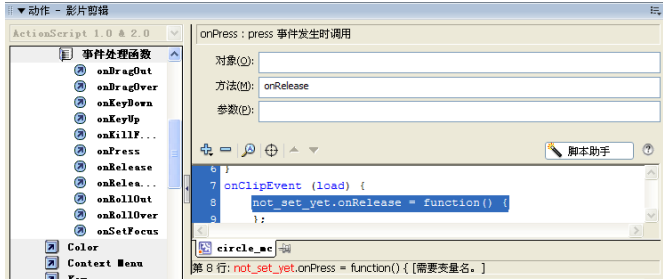 ▼动作 - 影片剪辑
ActionScript 1.0 & 2.0
事件处理函数
onDragOut
onDragOver
onKeyDown
onKeyUp
onKillF...
onPress
onRelease
onRelea...
onRollOut
onRollOver
onSetFocus
Color
Context Menu
onPress : press 事件发生时调用
对象(O):
方法(M): onRelease
参数(P):
脚本助手
6 }
7 onClipEvent (load) {
8 not_set_yet.onRelease = function() {
9 };
circle_mc
第 8 行: not_set_yet.onPress = function() { [需要变量名。]